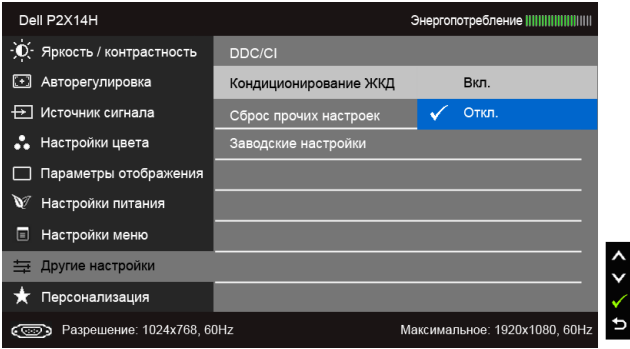 Dell P2X14H Энергопотребление
Яркость / контрастность DDC/CI
Авторегулировка Кондиционирование ЖКД Вкл.
Источник сигнала Сброс прочих настроек Откл.
Настройки цвета Заводские настройки
Параметры отображения
Настройки питания
Настройки меню
Другие настройки
Персонализация
Разрешение: 1024x768, 60Hz Максимальное: 1920x1080, 60Hz